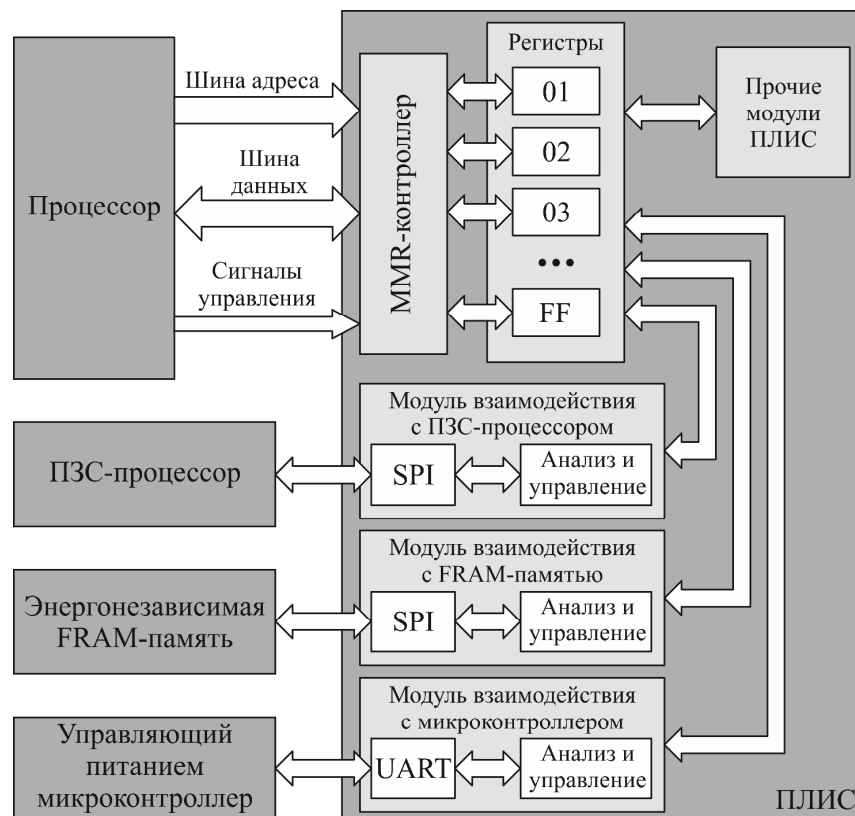 Процессор
Шина адреса
Шина
данных
Сигналы
управления
MMR-контроллер
Регистры
01
02
03
•••
FF
Прочие
модули
ПЛИС
ПЗС-процессор
Модуль взаимодействия
с ПЗС-процессором
SPI
Анализ и
управление
Энергонезависимая
FRAM-память
Модуль взаимодействия
с FRAM-памятью
SPI
Анализ и
управление
Управляющий
питанием
микроконтроллер
Модуль взаимодействия
с микроконтроллером
UART
Анализ и
управление
ПЛИС